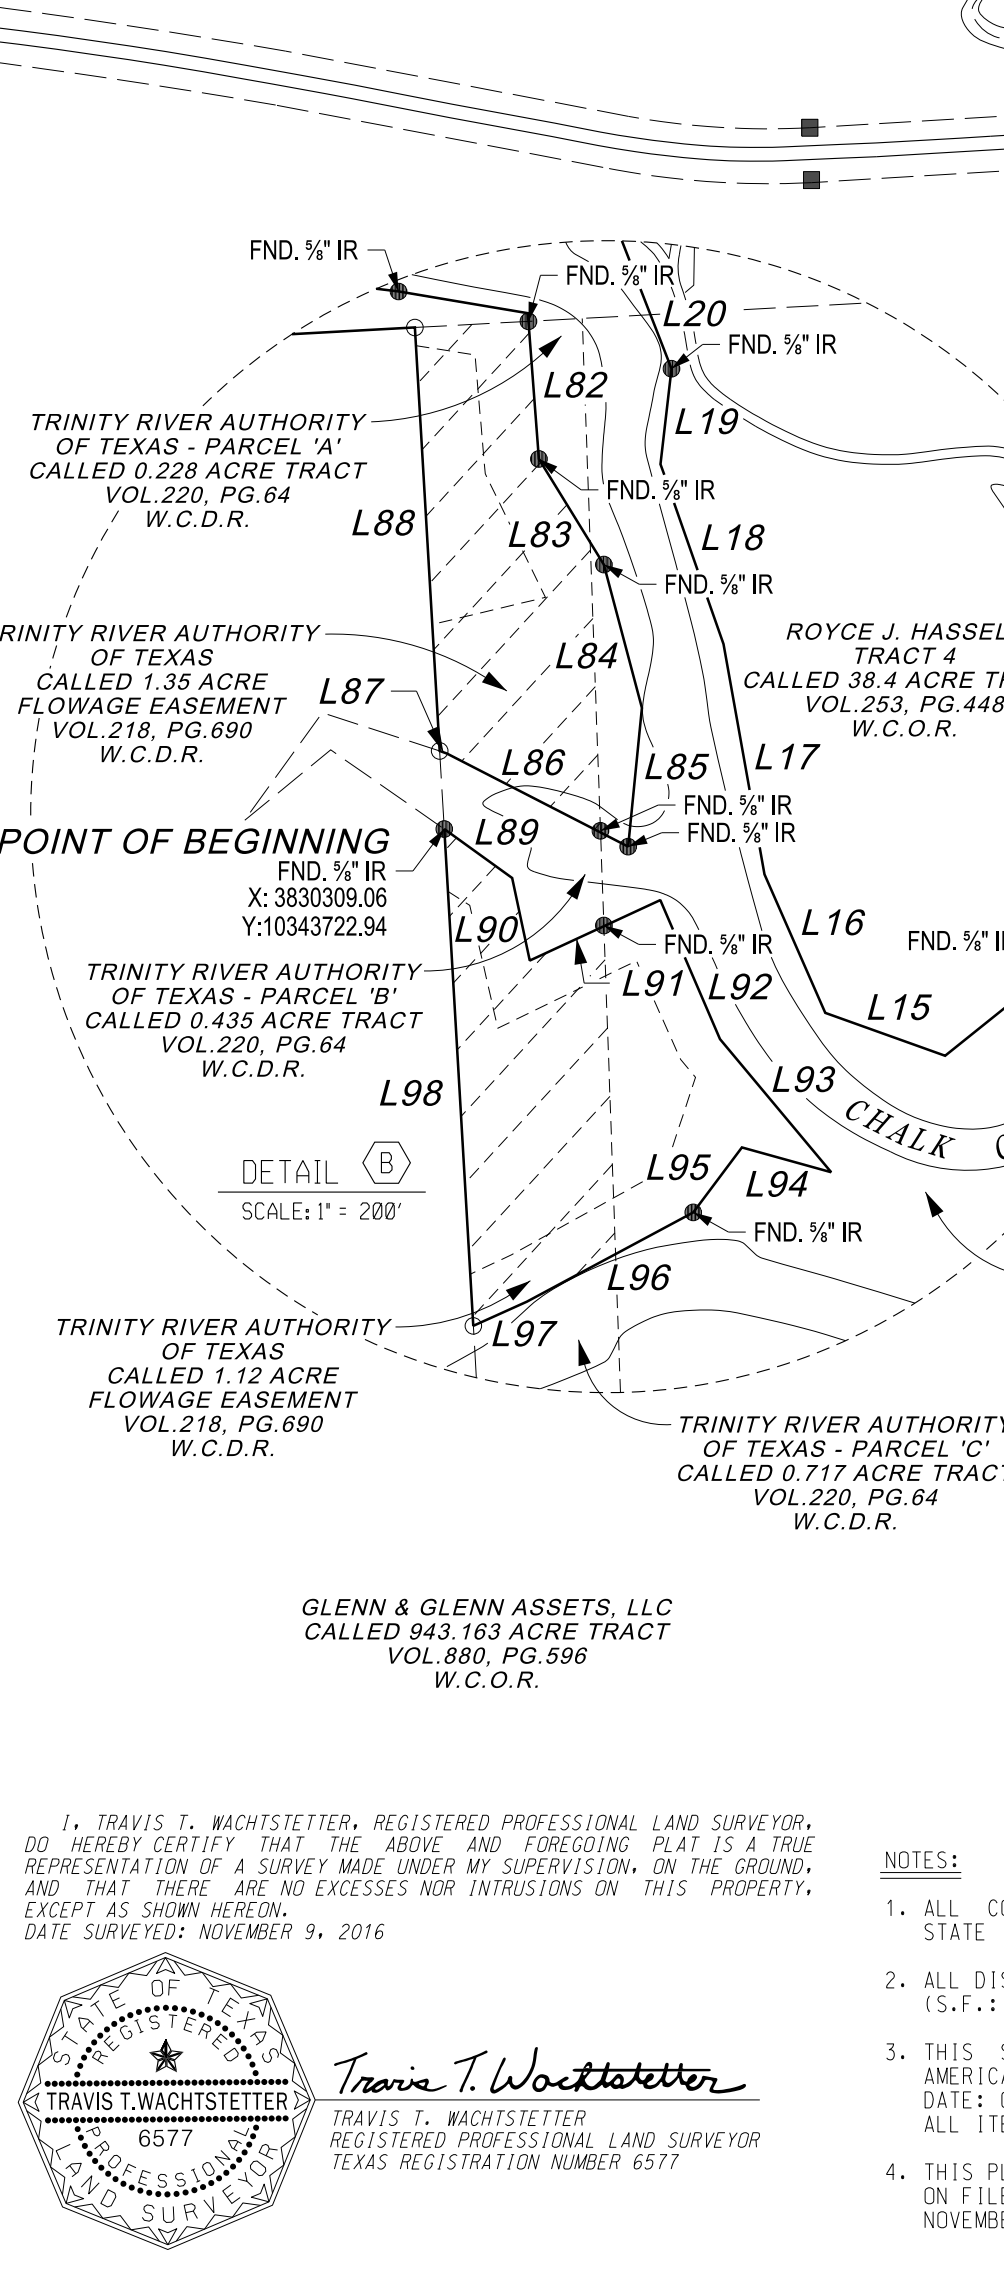 FND. ⅝" IR
FND. ⅝" IR
L20
FND. ⅝" IR
L82
L19
TRINITY RIVER AUTHORITY
OF TEXAS - PARCEL 'A'
CALLED 0.228 ACRE TRACT
VOL.220, PG.64
W.C.D.R.
FND. ⅝" IR
L88
L83
L18
FND. ⅝" IR
RINITY RIVER AUTHORITY
OF TEXAS
CALLED 1.35 ACRE
FLOWAGE EASEMENT
VOL.218, PG.690
W.C.D.R.
L84
ROYCE J. HASSEL
TRACT 4
CALLED 38.4 ACRE TR
VOL.253, PG.448
W.C.O.R.
L87
L86
L85
L17
FND. ⅝" IR
FND. ⅝" IR
L89
POINT OF BEGINNING
FND. ⅝" IR
X: 3830309.06
Y:10343722.94
L90
L16
FND. ⅝" IR
FND. ⅝" IR
TRINITY RIVER AUTHORITY
OF TEXAS - PARCEL 'B'
CALLED 0.435 ACRE TRACT
VOL.220, PG.64
W.C.D.R.
L91
L92
L15
L98
L93
CHALK C
DETAIL B
SCALE: 1" = 200'
L95
L94
FND. ⅝" IR
L96
L97
TRINITY RIVER AUTHORITY
OF TEXAS
CALLED 1.12 ACRE
FLOWAGE EASEMENT
VOL.218, PG.690
W.C.D.R.
TRINITY RIVER AUTHORITY
OF TEXAS - PARCEL 'C'
CALLED 0.717 ACRE TRACT
VOL.220, PG.64
W.C.D.R.
GLENN & GLENN ASSETS, LLC
CALLED 943.163 ACRE TRACT
VOL.880, PG.596
W.C.O.R.
I, TRAVIS T. WACHTSTETTER, REGISTERED PROFESSIONAL LAND SURVEYOR,
DO HEREBY CERTIFY THAT THE ABOVE AND FOREGOING PLAT IS A TRUE
REPRESENTATION OF A SURVEY MADE UNDER MY SUPERVISION, ON THE GROUND,
AND THAT THERE ARE NO EXCESSES NOR INTRUSIONS ON THIS PROPERTY,
EXCEPT AS SHOWN HEREON.
DATE SURVEYED: NOVEMBER 9, 2016
STATE OF TEXAS
REGISTERED
TRAVIS T.WACHTSTETTER
6577
PROFESSIONAL
LAND SURVEYOR
Travis T. Wachtstetter
TRAVIS T. WACHTSTETTER
REGISTERED PROFESSIONAL LAND SURVEYOR
TEXAS REGISTRATION NUMBER 6577
NOTES:
1. ALL CO
STATE
2. ALL DIS
(S.F.:
3. THIS S
AMERICA
DATE: 
ALL ITE
4. THIS PL
ON FILE
NOVEMBE